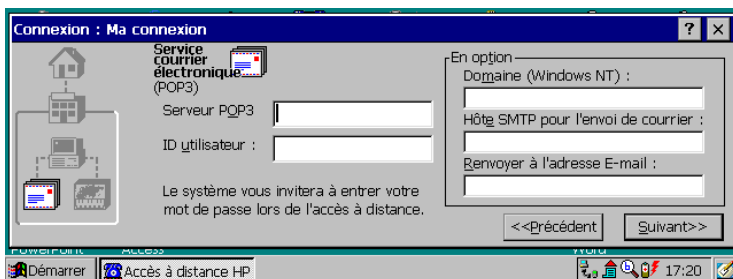 Connexion : Ma connexion
Service
courrier
électronique
(POP3)
Serveur POP3
ID utilisateur :
Le système vous invitera à entrer votre
mot de passe lors de l'accès à distance.
En option
Domaine (Windows NT) :
Hôte SMTP pour l'envoi de courrier :
Renvoyer à l'adresse E-mail :
<<Précédent
Suivant>>
PowerPoint
Access
Word
Démarrer
Accès à distance HP
17:20